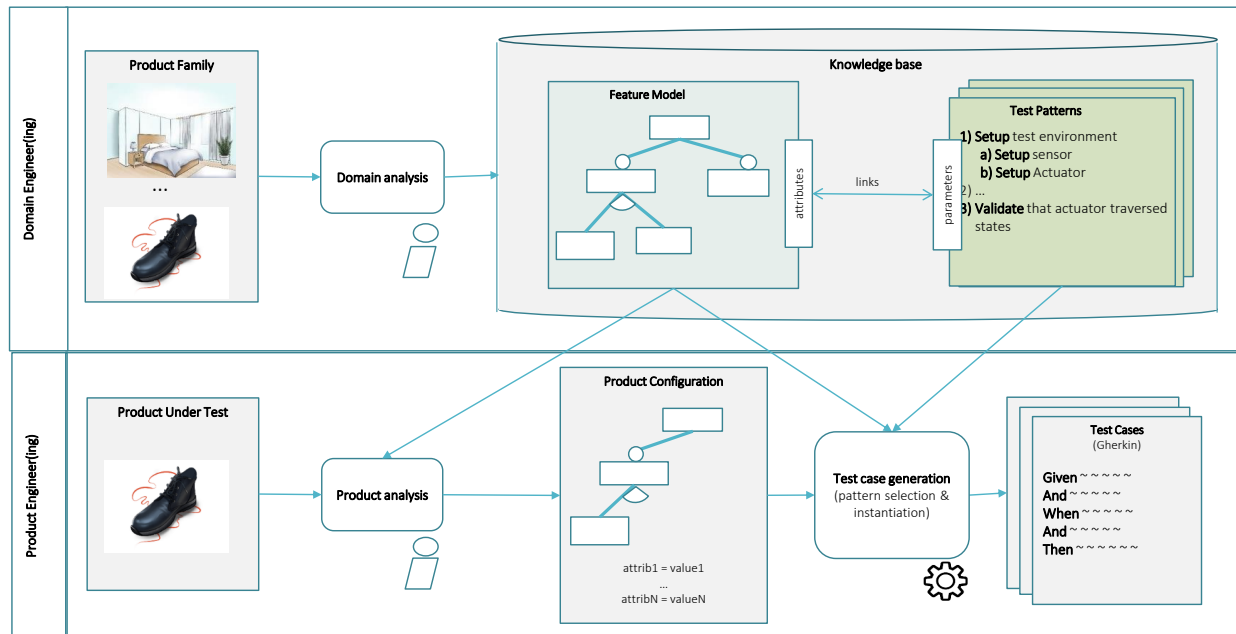 Domain Engineer(ing)
Product Family
...
Domain analysis
Knowledge base
Feature Model
attributes
links
parameters
Test Patterns
1) Setup test environment
a) Setup sensor
b) Setup Actuator
2) ...
3) Validate that actuator traversed
states
Product Engineer(ing)
Product Under Test
Product analysis
Product Configuration
attrib1 = value1
...
attribN = valueN
Test case generation
(pattern selection &
instantiation)
Test Cases
(Gherkin)
Given ~ ~ ~ ~ ~
And ~ ~ ~ ~ ~
When ~ ~ ~ ~ ~
And ~ ~ ~ ~ ~
Then ~ ~ ~ ~ ~ ~